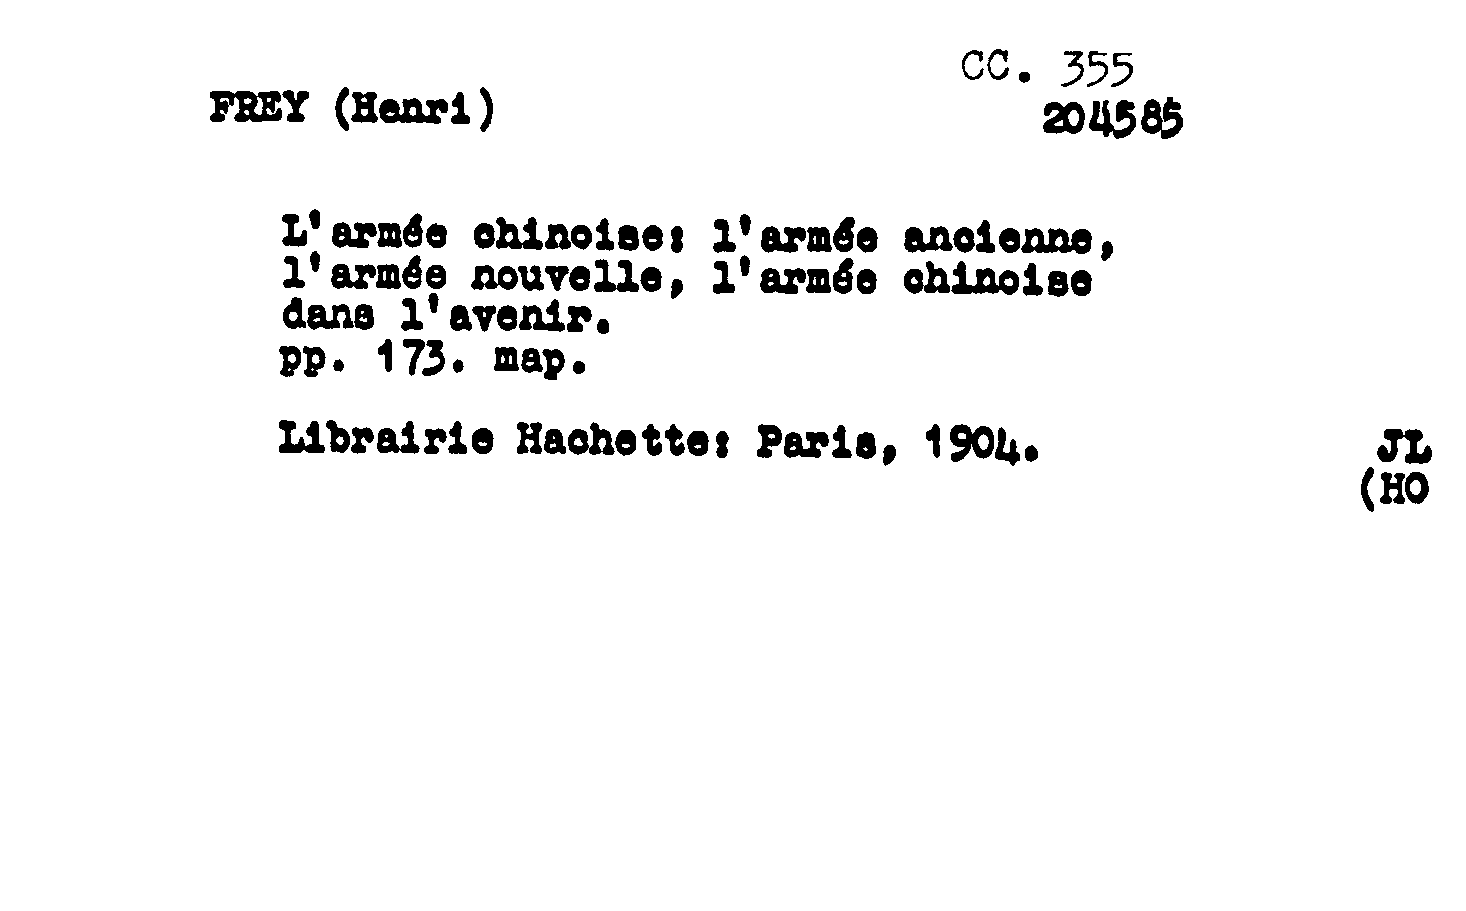 CC. 355
FREY (Henri)
204585
L'armée chinoise: l'armée ancienne,
l'armée nouvelle, l'armée chinoise
dans l'avenir.
pp. 173. map.
Librairie Hachette: Paris, 1904.
JL
(HO